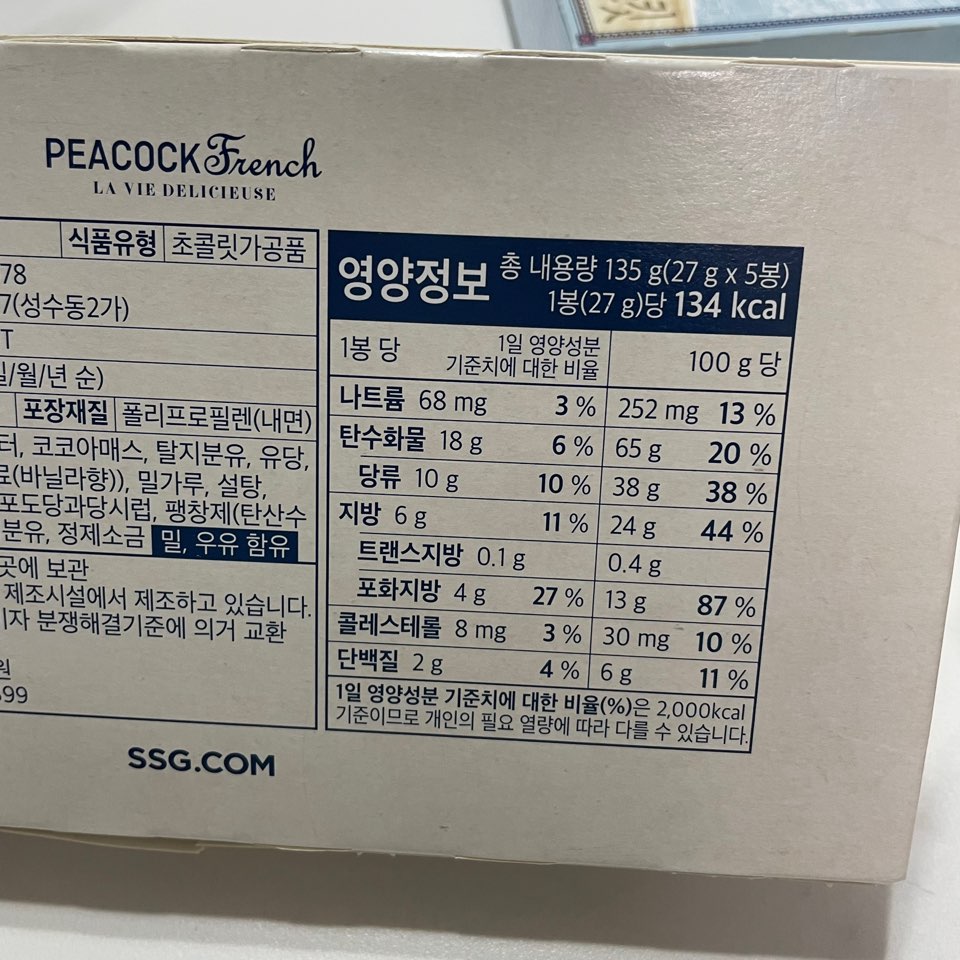 PEACOCK French
LA VIE DELICIEUSE
식품유형 초콜릿가공품
78
7(성수동2가)
T
/월/년 순)
포장재질 폴리프로필렌(내면)
터, 코코아매스, 탈지분유, 유당,
료(바닐라향)), 밀가루, 설탕,
포도당과당시럽, 팽창제(탄산수
분유, 정제소금 밀, 우유 함유
곳에 보관
제조시설에서 제조하고 있습니다.
자 분쟁해결기준에 의거 교환
원
99
영양정보 총 내용량 135 g(27 g x 5봉)
1봉(27 g)당 134 kcal
1봉 당 1일 영양성분 기준치에 대한 비율 100 g 당
나트륨 68 mg 3 % 252 mg 13 %
탄수화물 18 g 6 % 65 g 20 %
당류 10 g 10 % 38 g 38 %
지방 6 g 11 % 24 g 44 %
트랜스지방 0.1 g 0.4 g
포화지방 4 g 27 % 13 g 87 %
콜레스테롤 8 mg 3 % 30 mg 10 %
단백질 2 g 4 % 6 g 11 %
1일 영양성분 기준치에 대한 비율(%)은 2,000kcal
기준이므로 개인의 필요 열량에 따라 다를 수 있습니다.
SSG.COM